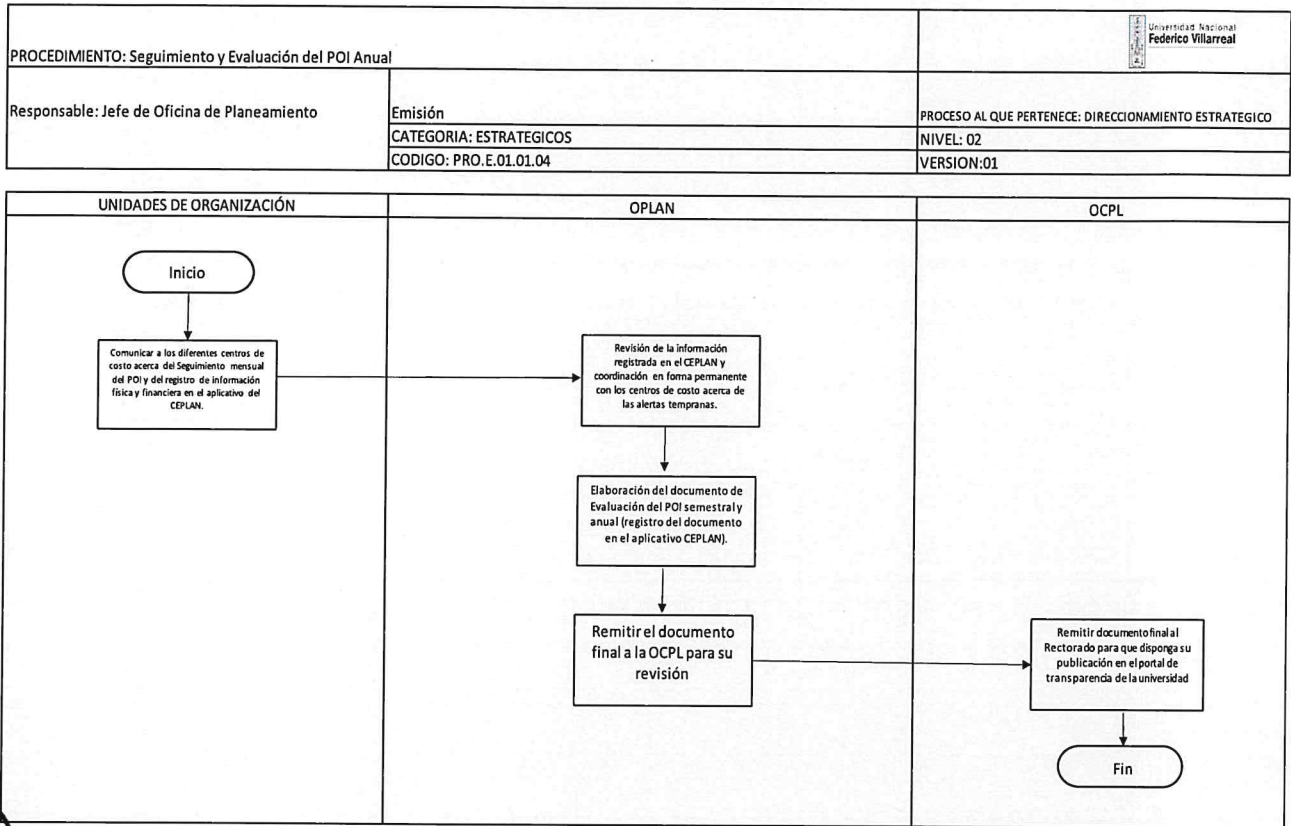 Universidad Nacional
Federico Villarreal
PROCEDIMIENTO: Seguimiento y Evaluación del POI Anual
Responsable: Jefe de Oficina de Planeamiento
Emisión
PROCESO AL QUE PERTENECE: DIRECCIONAMIENTO ESTRATEGICO
CATEGORIA: ESTRATEGICOS
NIVEL: 02
CODIGO: PRO.E.01.01.04
VERSION:01
UNIDADES DE ORGANIZACIÓN
OPLAN
OCPL
Inicio
Comunicar a los diferentes centros de
costo acerca del Seguimiento mensual
del POI y del registro de información
física y financiera en el aplicativo del
CEPLAN.
Revisión de la información
registrada en el CEPLAN y
coordinación en forma permanente
con los centros de costo acerca de
las alertas tempranas.
Elaboración del documento de
Evaluación del POI semestral y
anual (registro del documento
en el aplicativo CEPLAN).
Remitir el documento
final a la OCPL para su
revisión
Remitir documento final al
Rectorado para que disponga su
publicación en el portal de
transparencia de la universidad
Fin